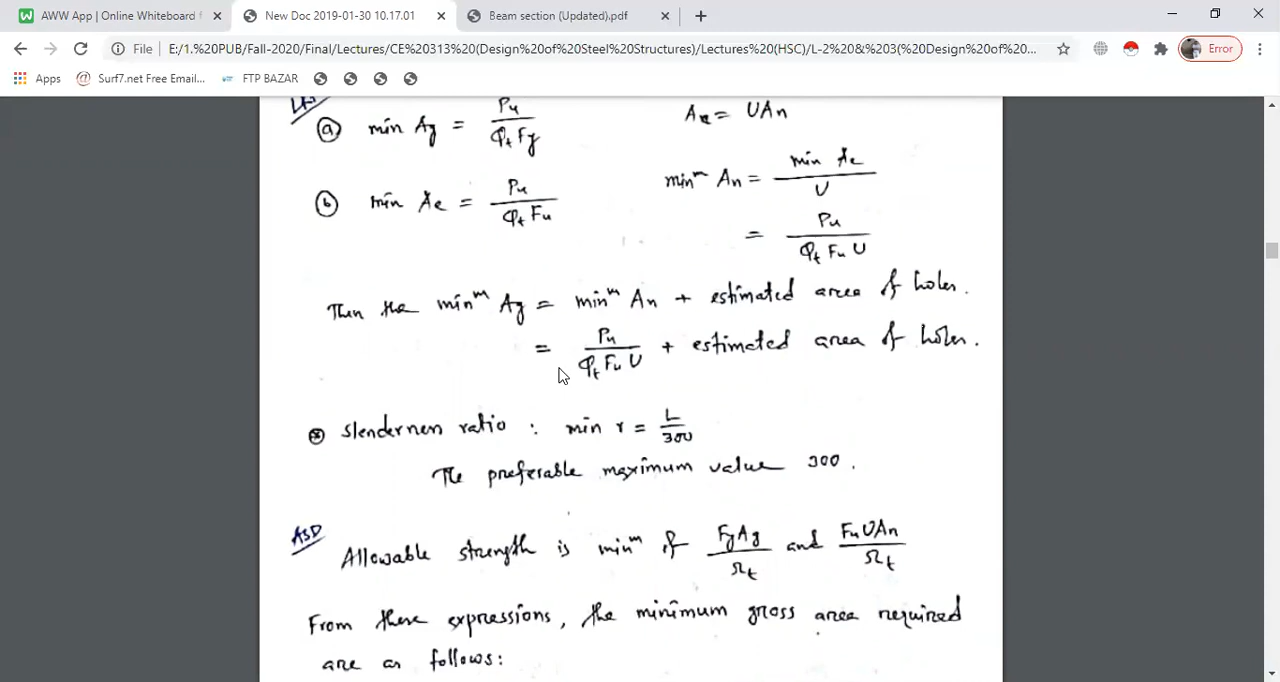 AWW App | Online Whiteboard f
New Doc 2019-01-30 10.17.01
Beam section (Updated).pdf
File | E:/1.%20PUB/Fall-2020/Final/Lectures/CE%20313%20(Design%20of%20Steel%20Structures)/Lectures%20(HSC)/L-2%20&%203(%20Design%20of%20...
Error
Apps Surf7.net Free Email... FTP BAZAR
(a) min Ag = Pu / φt Fy
Ae = UAn
minm An = min Ae / U
(b) min Ae = Pu / φt Fu
= Pu / φt Fu U
Then the minm Ag = minm An + estimated area of holes.
= Pu / φt Fu U + estimated area of holes.
Slenderness ratio : min r = L / 300
The preferable maximum value 300.
ASD
Allowable strength is minm of FyAg / Ωt and FuUAn / Ωt
From these expressions, the minimum gross area required
are as follows: